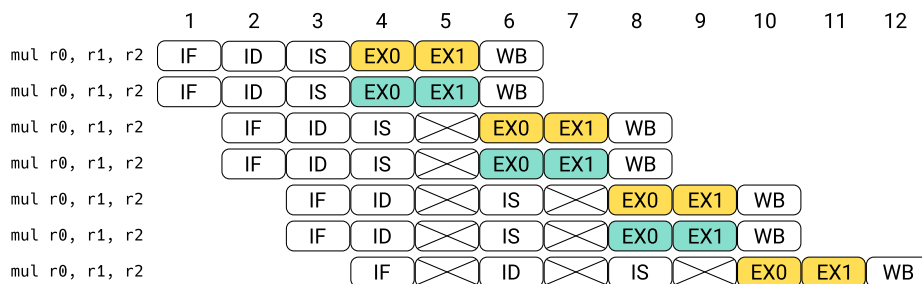 1 2 3 4 5 6 7 8 9 10 11 12
mul r0, r1, r2 IF ID IS EX0 EX1 WB
mul r0, r1, r2 IF ID IS EX0 EX1 WB
mul r0, r1, r2 IF ID IS EX0 EX1 WB
mul r0, r1, r2 IF ID IS EX0 EX1 WB
mul r0, r1, r2 IF ID IS EX0 EX1 WB
mul r0, r1, r2 IF ID IS EX0 EX1 WB
mul r0, r1, r2 IF ID IS EX0 EX1 WB